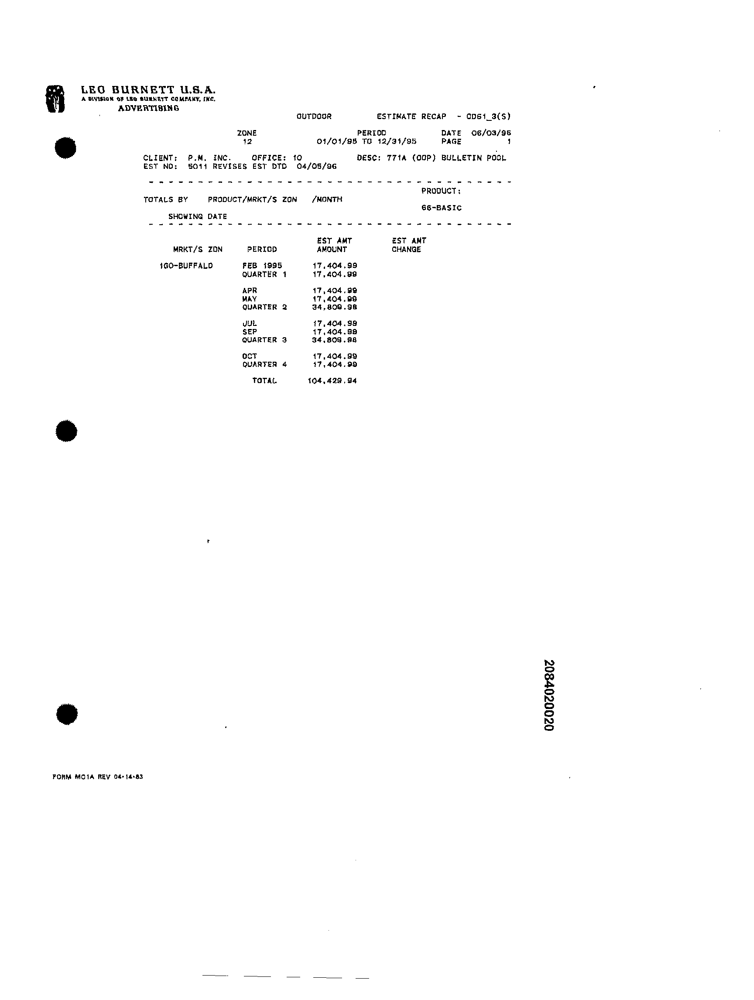 LEO BURNETT U.S.A.
A DIVISION OF LEO BURNETT COMPANY, INC.
ADVERTISING
OUTDOOR ESTIMATE RECAP - OD61_3(S)
ZONE PERIOD DATE 06/03/96
12 01/01/95 TO 12/31/95 PAGE 1
CLIENT: P.M. INC. OFFICE: 10 DESC: 771A (OOP) BULLETIN POOL
EST NO: 5011 REVISES EST DTD 04/05/96
PRODUCT:
TOTALS BY PRODUCT/MRKT/S ZON /MONTH
66-BASIC
SHOWING DATE
EST AMT EST AMT
MRKT/S ZON PERIOD AMOUNT CHANGE
1GO-BUFFALO FEB 1995 17,404.99
QUARTER 1 17,404.99
APR 17,404.99
MAY 17,404.99
QUARTER 2 34,809.98
JUL 17,404.99
SEP 17,404.99
QUARTER 3 34,809.98
OCT 17,404.99
QUARTER 4 17,404.99
TOTAL 104,429.94
2084020020
FORM MO1A REV 04-14-83